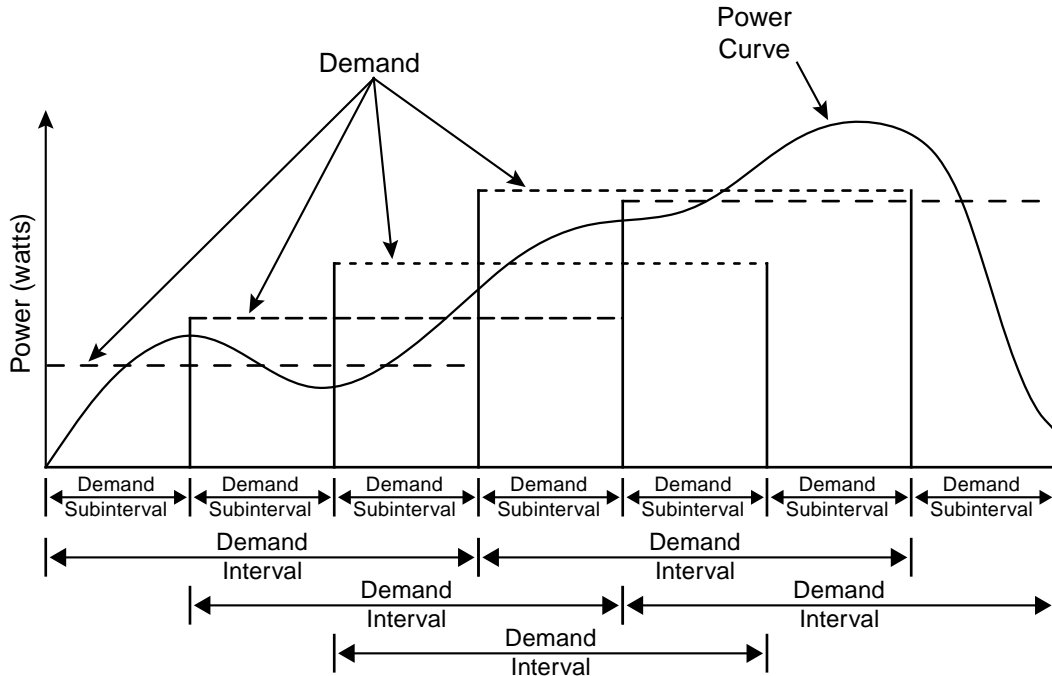 Power
Curve
Demand
Power (watts)
Demand
Subinterval
Demand
Subinterval
Demand
Subinterval
Demand
Subinterval
Demand
Subinterval
Demand
Subinterval
Demand
Subinterval
Demand
Interval
Demand
Interval
Demand
Interval
Demand
Interval
Demand
Interval